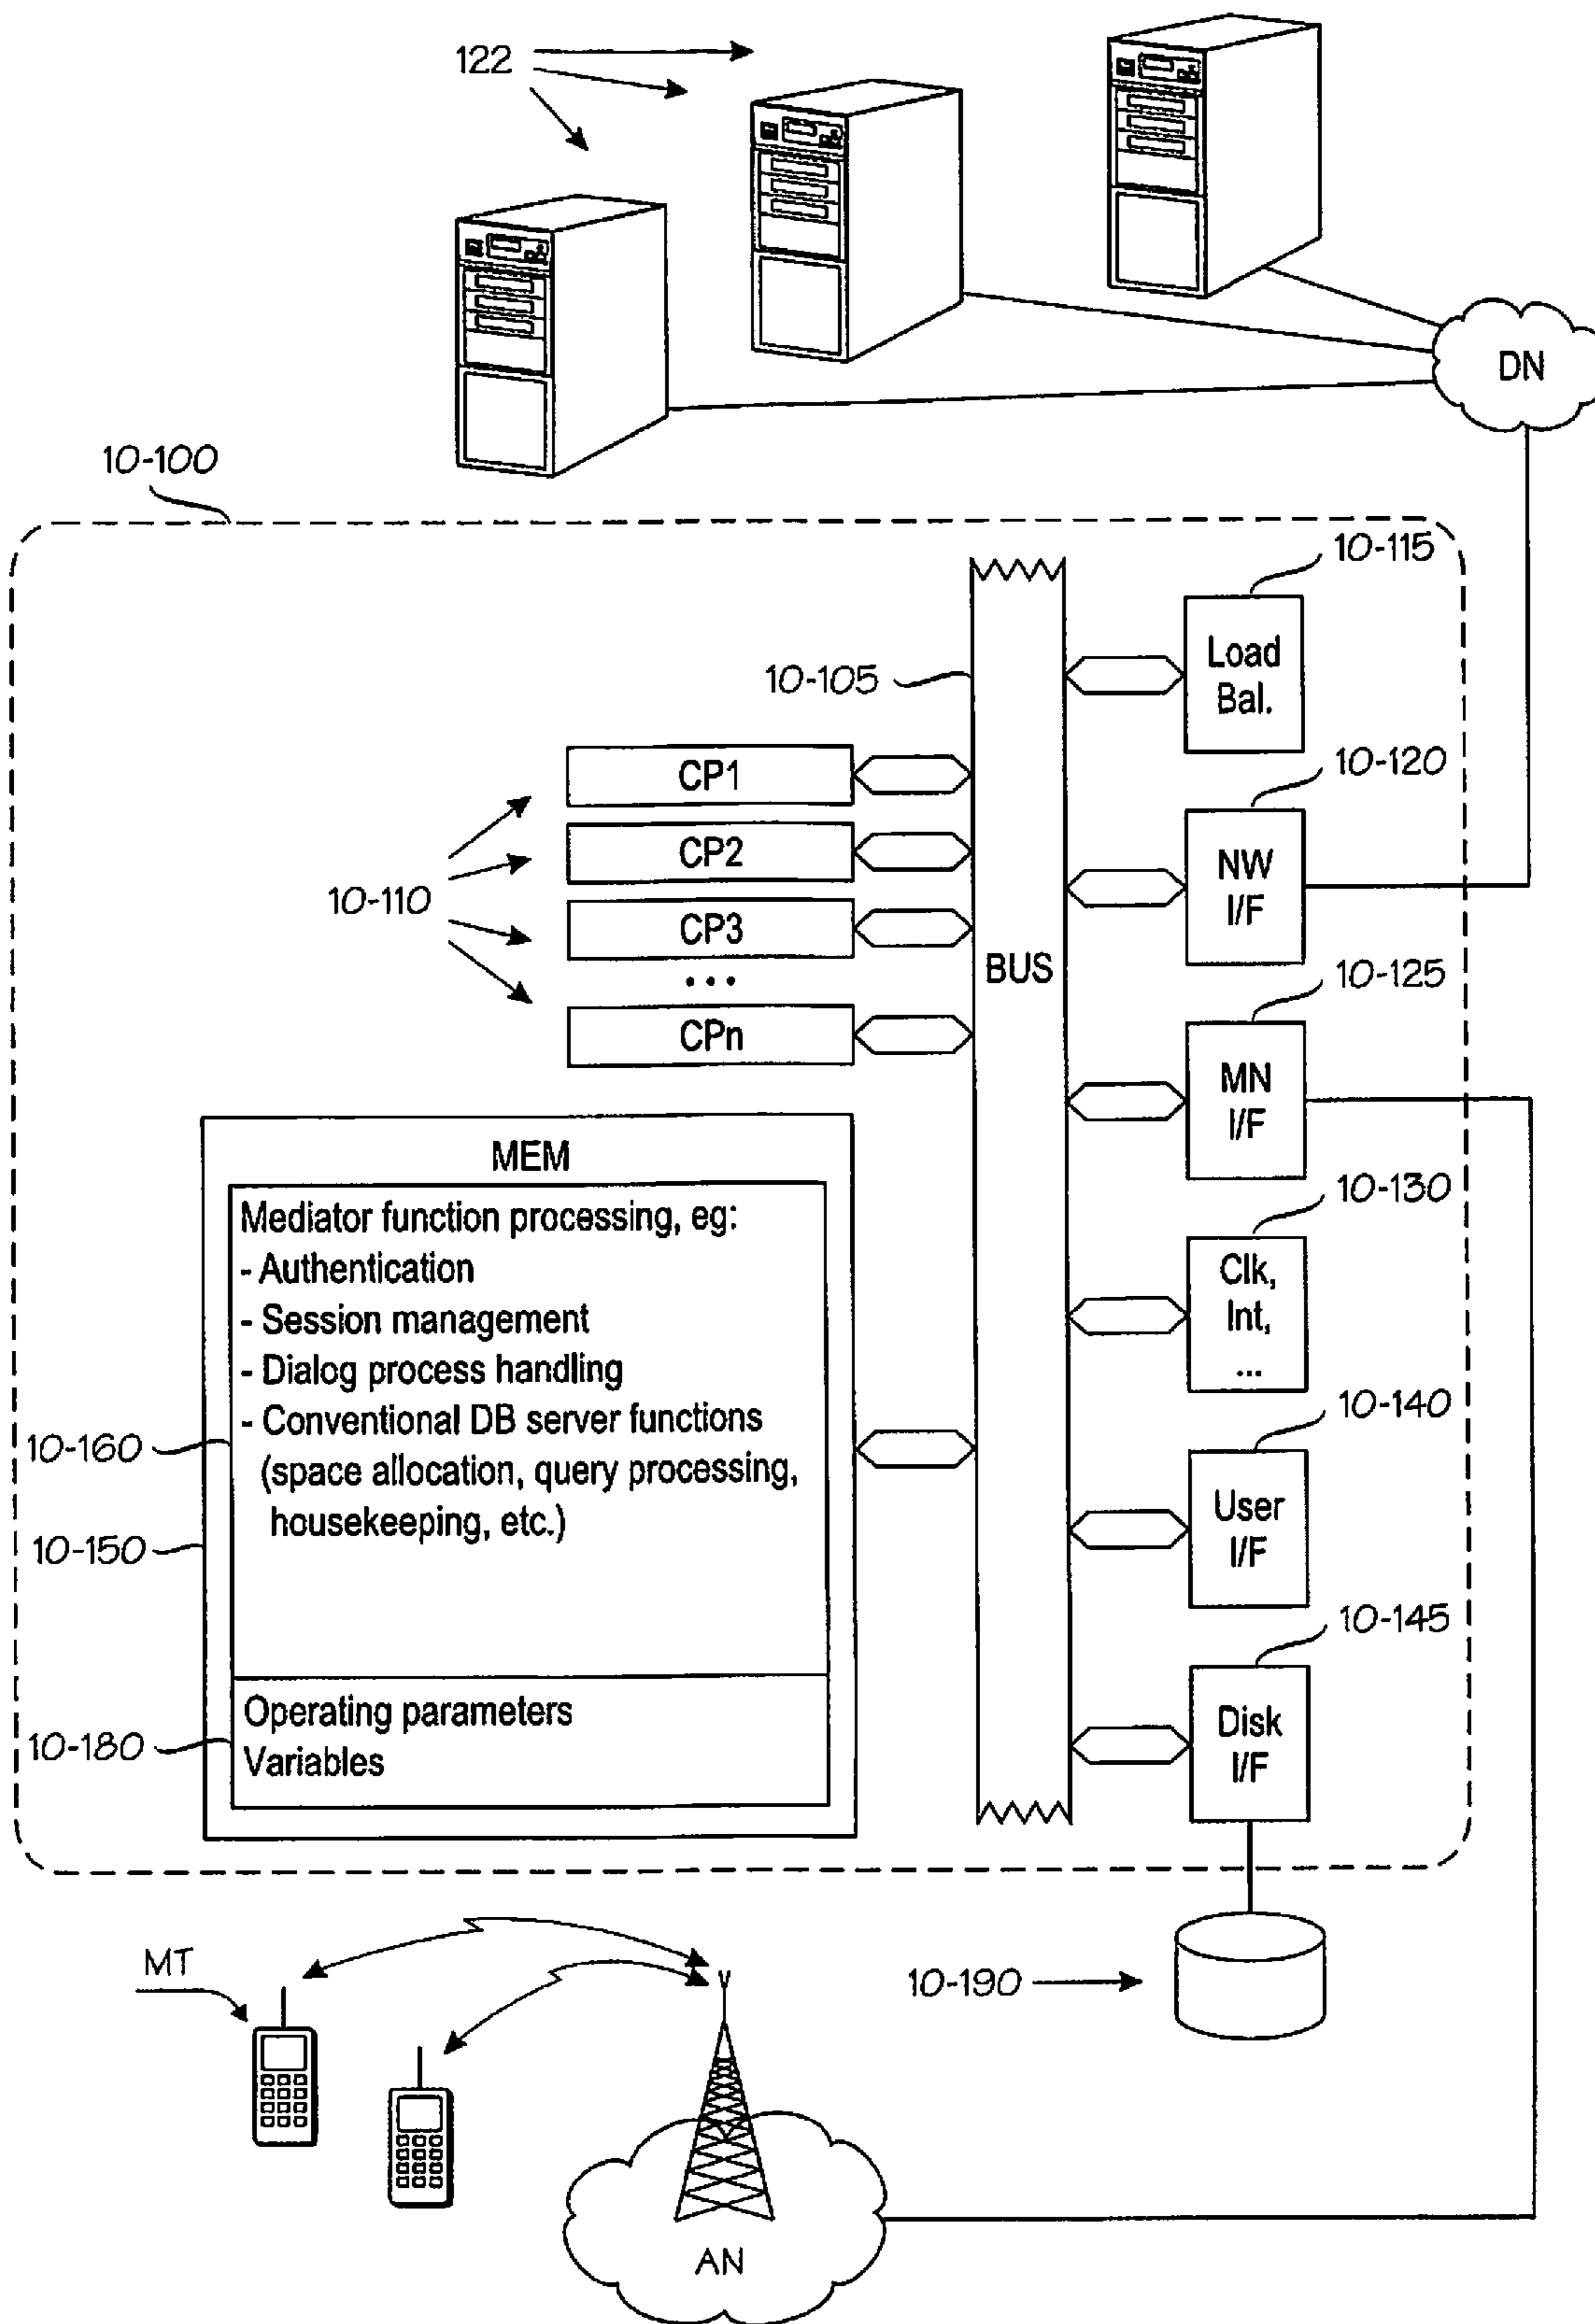 122
DN
10-100
10-115
Load
Bal.
10-105
10-120
CP1
NW
I/F
CP2
10-110
CP3
...
BUS
10-125
CPn
MN
I/F
MEM
10-130
Mediator function processing, eg:
- Authentication
- Session management
- Dialog process handling
- Conventional DB server functions
(space allocation, query processing,
housekeeping, etc.)
Clk,
Int,
...
10-140
10-160
User
I/F
10-150
10-145
Operating parameters
Variables
10-180
Disk
I/F
MT
10-190
AN